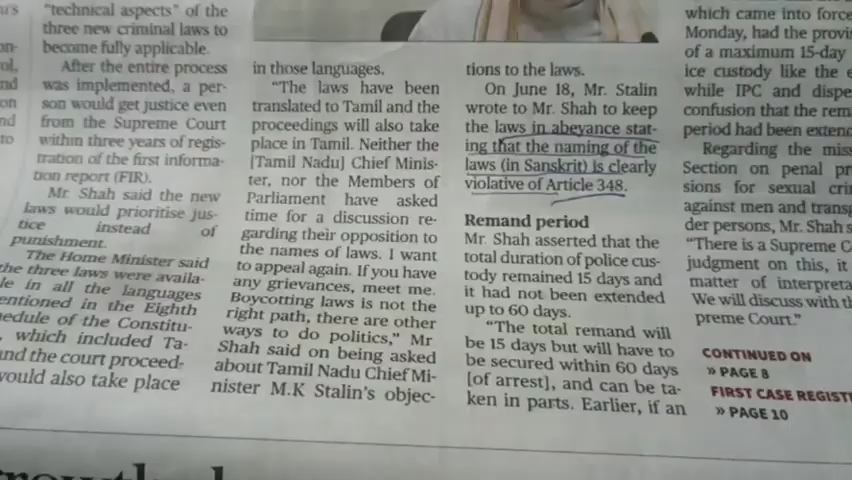 "technical aspects" of the
three new criminal laws to
become fully applicable.
After the entire process
was implemented, a per-
son would get justice even
from the Supreme Court
within three years of regis-
tration of the first informa-
tion report (FIR).
Mr. Shah said the new
laws would prioritise jus-
tice instead of
punishment.
The Home Minister said
the three laws were availa-
le in all the languages
entioned in the Eighth
hedule of the Constitu-
, which included Ta-
and the court proceed-
would also take place
in those languages.
"The laws have been
translated to Tamil and the
proceedings will also take
place in Tamil. Neither the
[Tamil Nadu] Chief Minis-
ter, nor the Members of
Parliament have asked
time for a discussion re-
garding their opposition to
the names of laws. I want
to appeal again. If you have
any grievances, meet me.
Boycotting laws is not the
right path, there are other
ways to do politics," Mr
Shah said on being asked
about Tamil Nadu Chief Mi-
nister M.K Stalin's objec-
tions to the laws.
On June 18, Mr. Stalin
wrote to Mr. Shah to keep
the laws in abeyance stat-
ing that the naming of the
laws (in Sanskrit) is clearly
violative of Article 348.
Remand period
Mr. Shah asserted that the
total duration of police cus-
tody remained 15 days and
it had not been extended
up to 60 days.
"The total remand will
be 15 days but will have to
be secured within 60 days
[of arrest], and can be ta-
ken in parts. Earlier, if an
which came into force
Monday, had the provis
of a maximum 15-day
ice custody like the e
while IPC and dispe
confusion that the rem
period had been extend
Regarding the miss
Section on penal pr
sions for sexual crim
against men and transg
der persons, Mr. Shah s
"There is a Supreme C
judgment on this, it
matter of interpreta
We will discuss with th
preme Court."
CONTINUED ON
» PAGE 8
FIRST CASE REGISTE
» PAGE 10